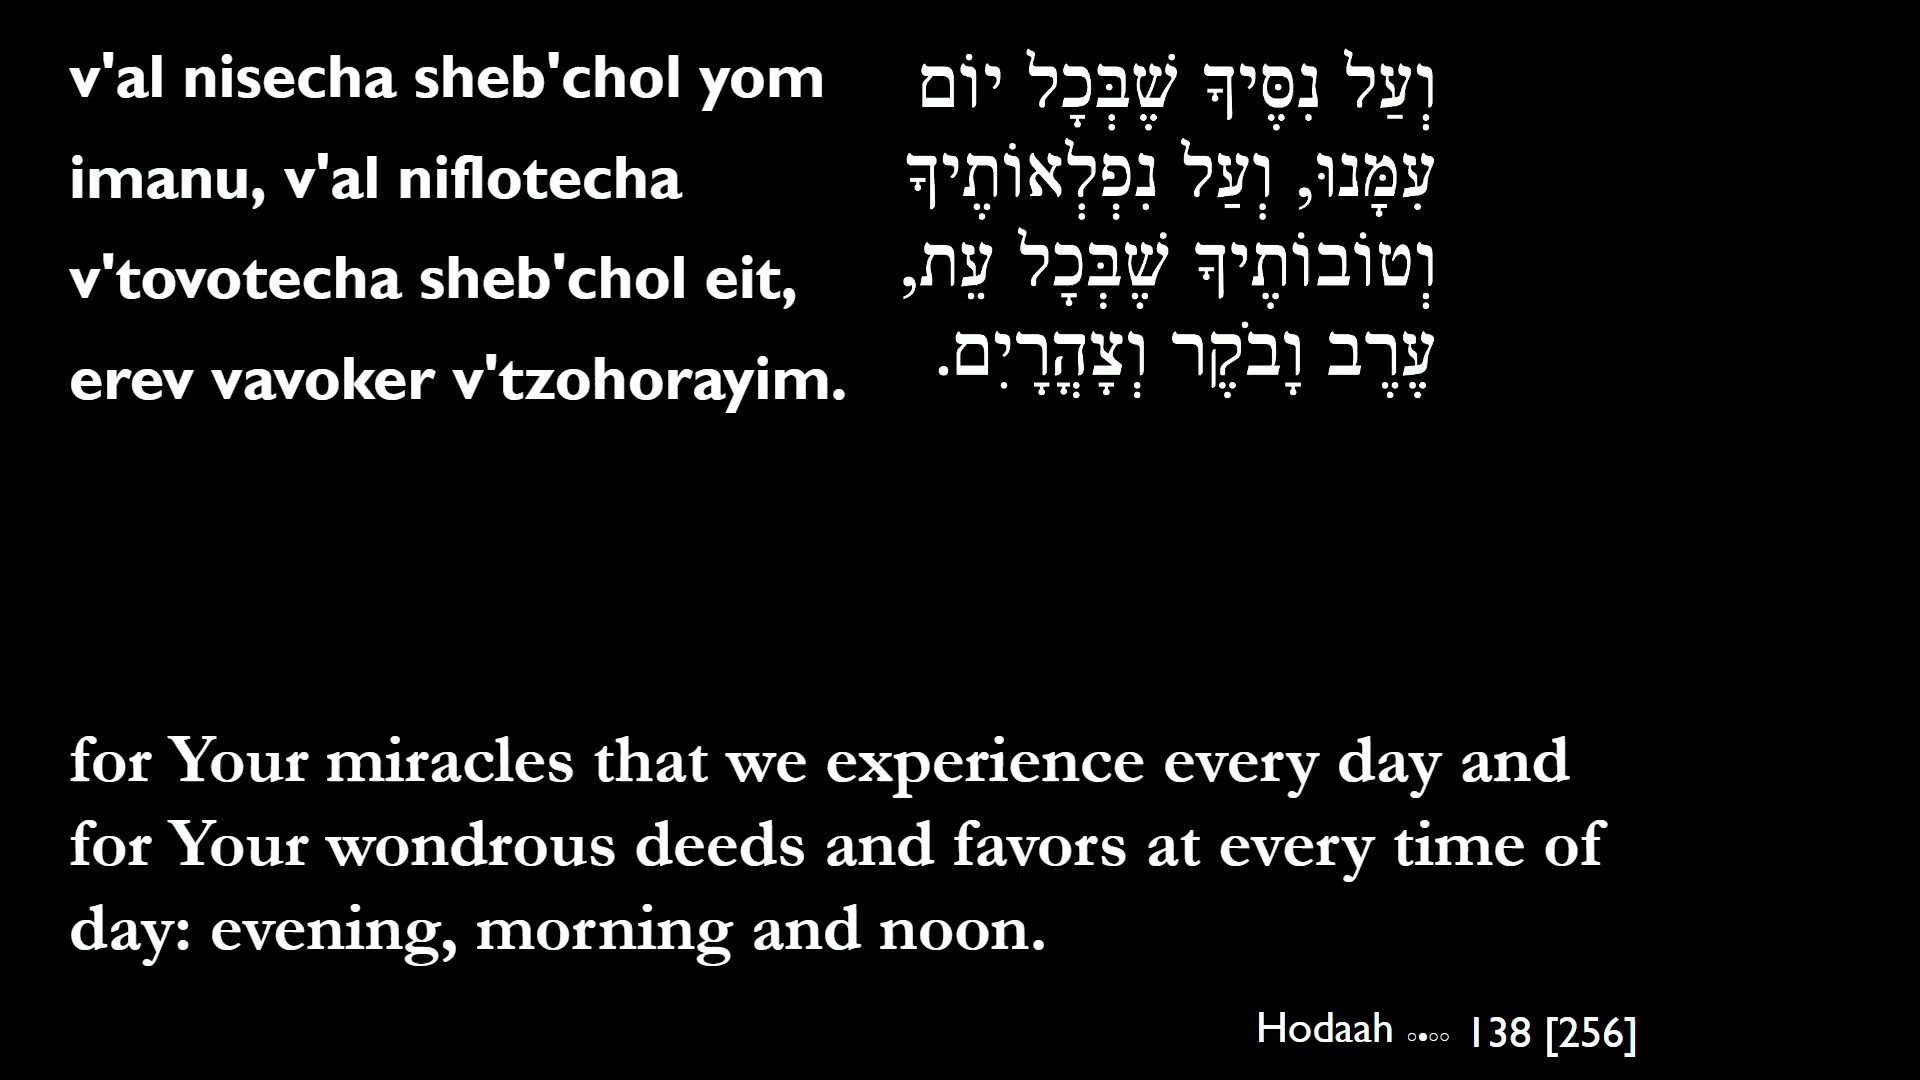 v'al nisecha sheb'chol yom
imanu, v'al niflotecha
v'tovotecha sheb'chol eit,
erev vavoker v'tzohorayim.
וְעַל נִסֶּיךָ שֶׁבְּכָל יוֹם
עִמָּנוּ, וְעַל נִפְלְאוֹתֶיךָ
וְטוֹבוֹתֶיךָ שֶׁבְּכָל עֵת,
עֶרֶב וָבֹקֶר וְצָהֳרָיִם.
for Your miracles that we experience every day and
for Your wondrous deeds and favors at every time of
day: evening, morning and noon.
Hodaah ○●○○ 138 [256]